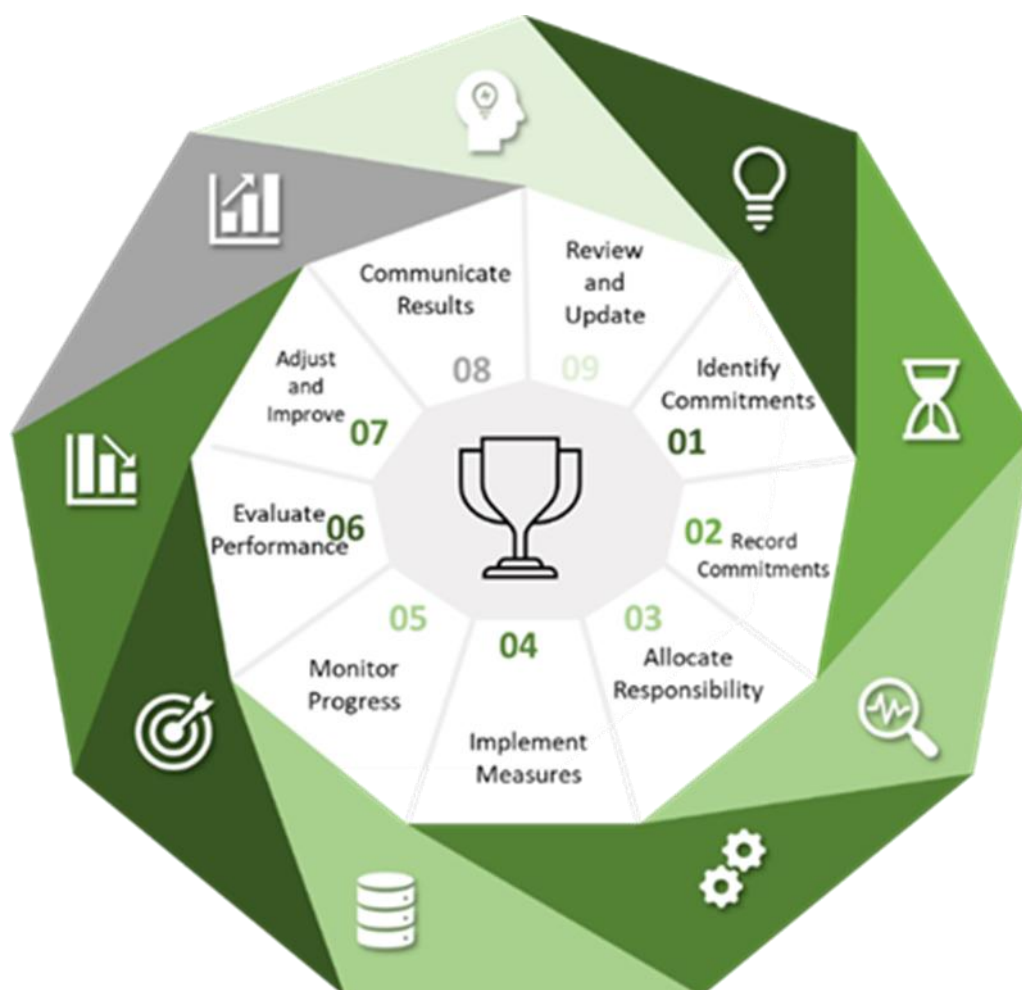 Identify
Commitments
01
02
Record
Commitments
03
Allocate
Responsibility
04
Implement
Measures
05
Monitor
Progress
Evaluate
06
Performance
Adjust
and
Improve
07
Communicate
Results
08
Review
and
Update
09